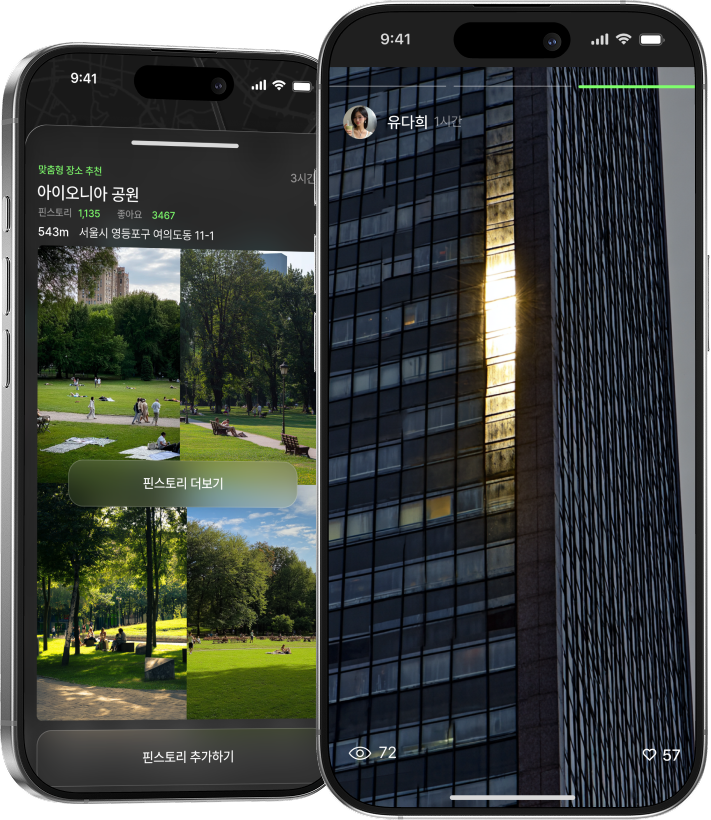 9:41
맞춤형 장소 추천
3시간
아이오니아 공원
핀스토리 1,135 좋아요 3467
543m 서울시 영등포구 여의도동 11-1
핀스토리 더보기
핀스토리 추가하기
9:41
유다희 1시간
72
57